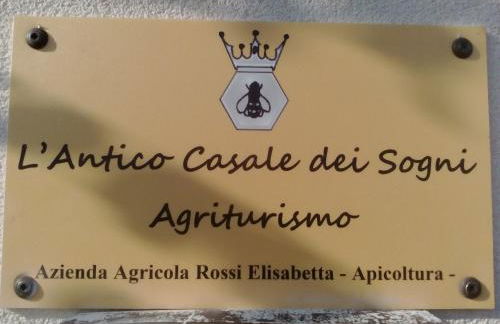 L'Antico Casale dei Sogni
Agriturismo
Azienda Agricola Rossi Elisabetta - Apicoltura -